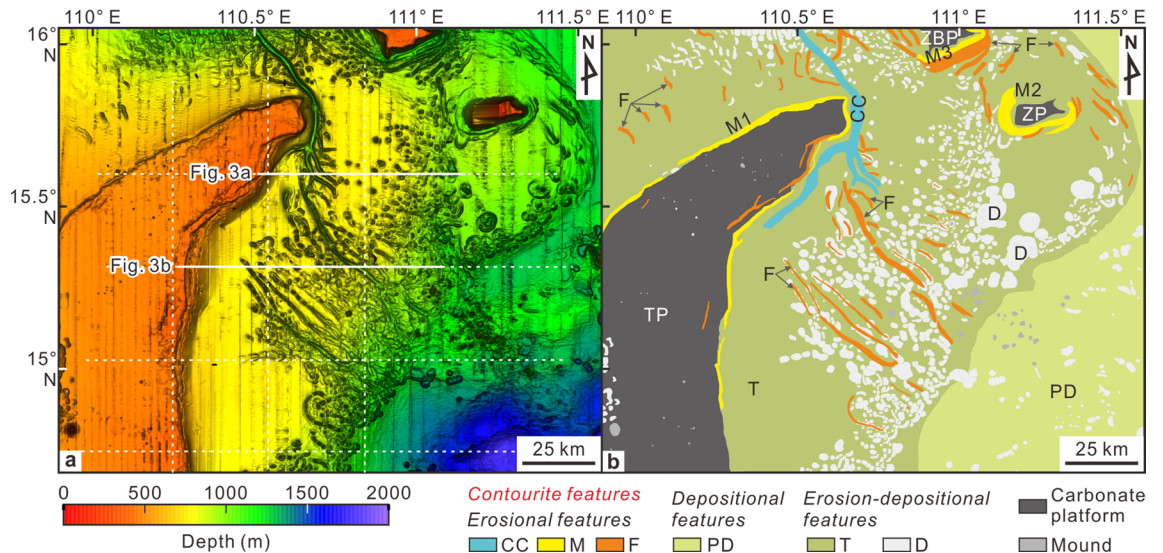 110° E 110.5° E 111° E 111.5° E 110° E 110.5° E 111° E 111.5° E
16°
N
15.5°
N
15°
N
N
Fig. 3a
Fig. 3b
25 km
a
N
ZBP
M3
F
F
M2
ZP
M1
CC
F
D
D
F
TP
T
PD
25 km
b
0 500 1000 1500 2000
Depth (m)
Contourite features
Erosional features
CC M F
Depositional
features
PD
Erosion-depositional
features
T D
Carbonate
platform
Mound